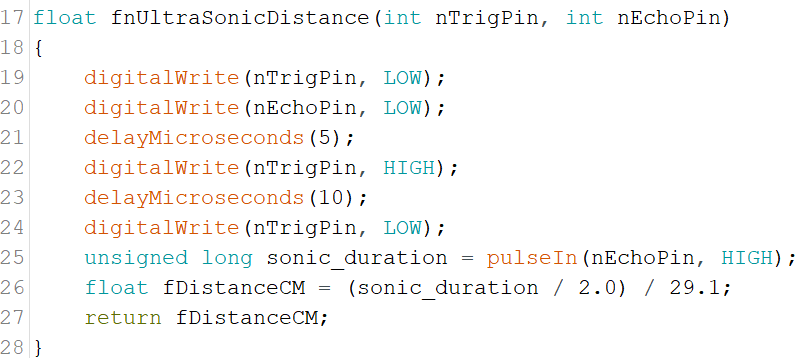 17 float fnUltraSonicDistance(int nTrigPin, int nEchoPin)
18 {
19     digitalWrite(nTrigPin, LOW);
20     digitalWrite(nEchoPin, LOW);
21     delayMicroseconds(5);
22     digitalWrite(nTrigPin, HIGH);
23     delayMicroseconds(10);
24     digitalWrite(nTrigPin, LOW);
25     unsigned long sonic_duration = pulseIn(nEchoPin, HIGH);
26     float fDistanceCM = (sonic_duration / 2.0) / 29.1;
27     return fDistanceCM;
28 }